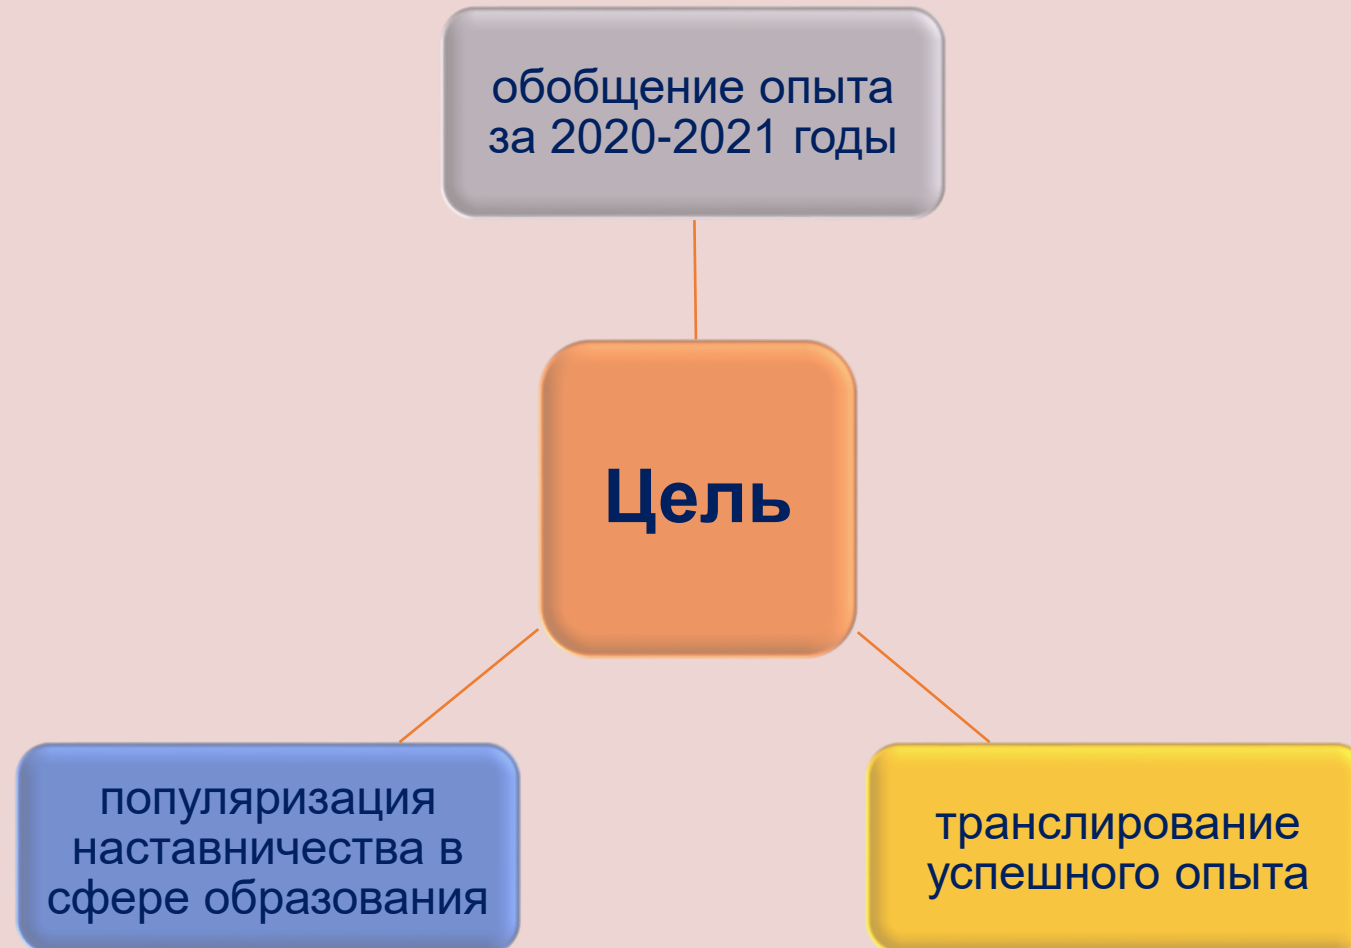 обобщение опыта
за 2020-2021 годы
Цель
популяризация
наставничества в
сфере образования
транслирование
успешного опыта